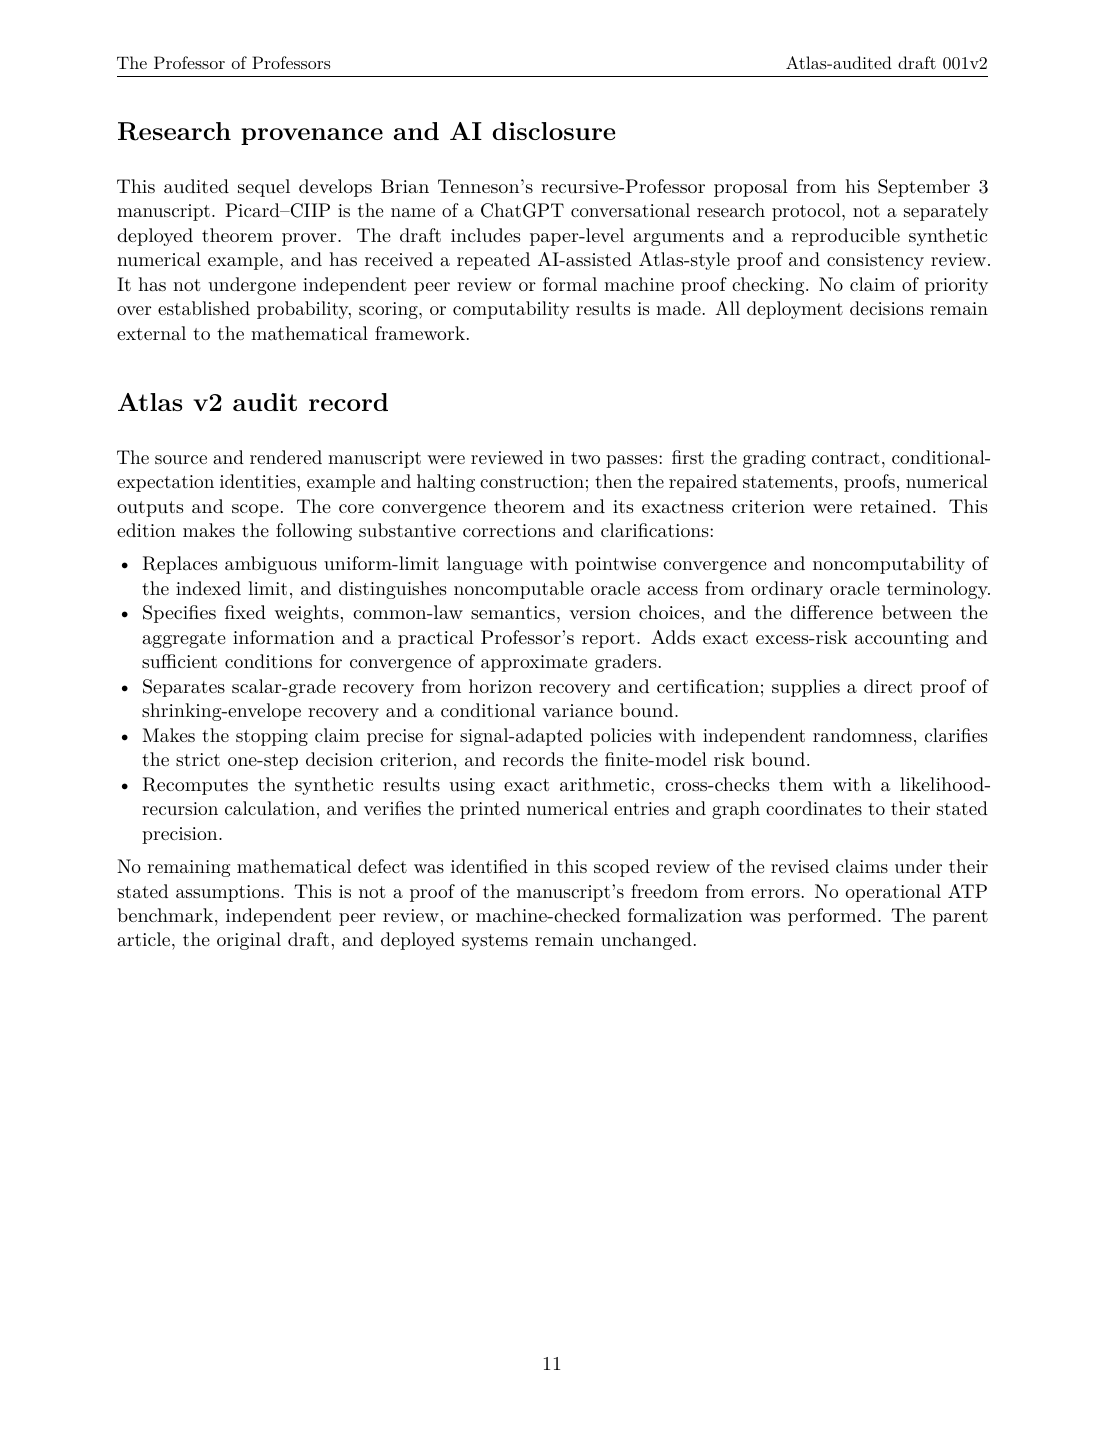 The Professor of Professors
Atlas-audited draft 001v2
Research provenance and AI disclosure
This audited sequel develops Brian Tenneson's recursive-Professor proposal from his September 3
manuscript. Picard–CIIP is the name of a ChatGPT conversational research protocol, not a separately
deployed theorem prover. The draft includes paper-level arguments and a reproducible synthetic
numerical example, and has received a repeated AI-assisted Atlas-style proof and consistency review.
It has not undergone independent peer review or formal machine proof checking. No claim of priority
over established probability, scoring, or computability results is made. All deployment decisions remain
external to the mathematical framework.
Atlas v2 audit record
The source and rendered manuscript were reviewed in two passes: first the grading contract, conditional-
expectation identities, example and halting construction; then the repaired statements, proofs, numerical
outputs and scope. The core convergence theorem and its exactness criterion were retained. This
edition makes the following substantive corrections and clarifications:
• Replaces ambiguous uniform-limit language with pointwise convergence and noncomputability of
the indexed limit, and distinguishes noncomputable oracle access from ordinary oracle terminology.
• Specifies fixed weights, common-law semantics, version choices, and the difference between the
aggregate information and a practical Professor's report. Adds exact excess-risk accounting and
sufficient conditions for convergence of approximate graders.
• Separates scalar-grade recovery from horizon recovery and certification; supplies a direct proof of
shrinking-envelope recovery and a conditional variance bound.
• Makes the stopping claim precise for signal-adapted policies with independent randomness, clarifies
the strict one-step decision criterion, and records the finite-model risk bound.
• Recomputes the synthetic results using exact arithmetic, cross-checks them with a likelihood-
recursion calculation, and verifies the printed numerical entries and graph coordinates to their stated
precision.
No remaining mathematical defect was identified in this scoped review of the revised claims under their
stated assumptions. This is not a proof of the manuscript's freedom from errors. No operational ATP
benchmark, independent peer review, or machine-checked formalization was performed. The parent
article, the original draft, and deployed systems remain unchanged.
11